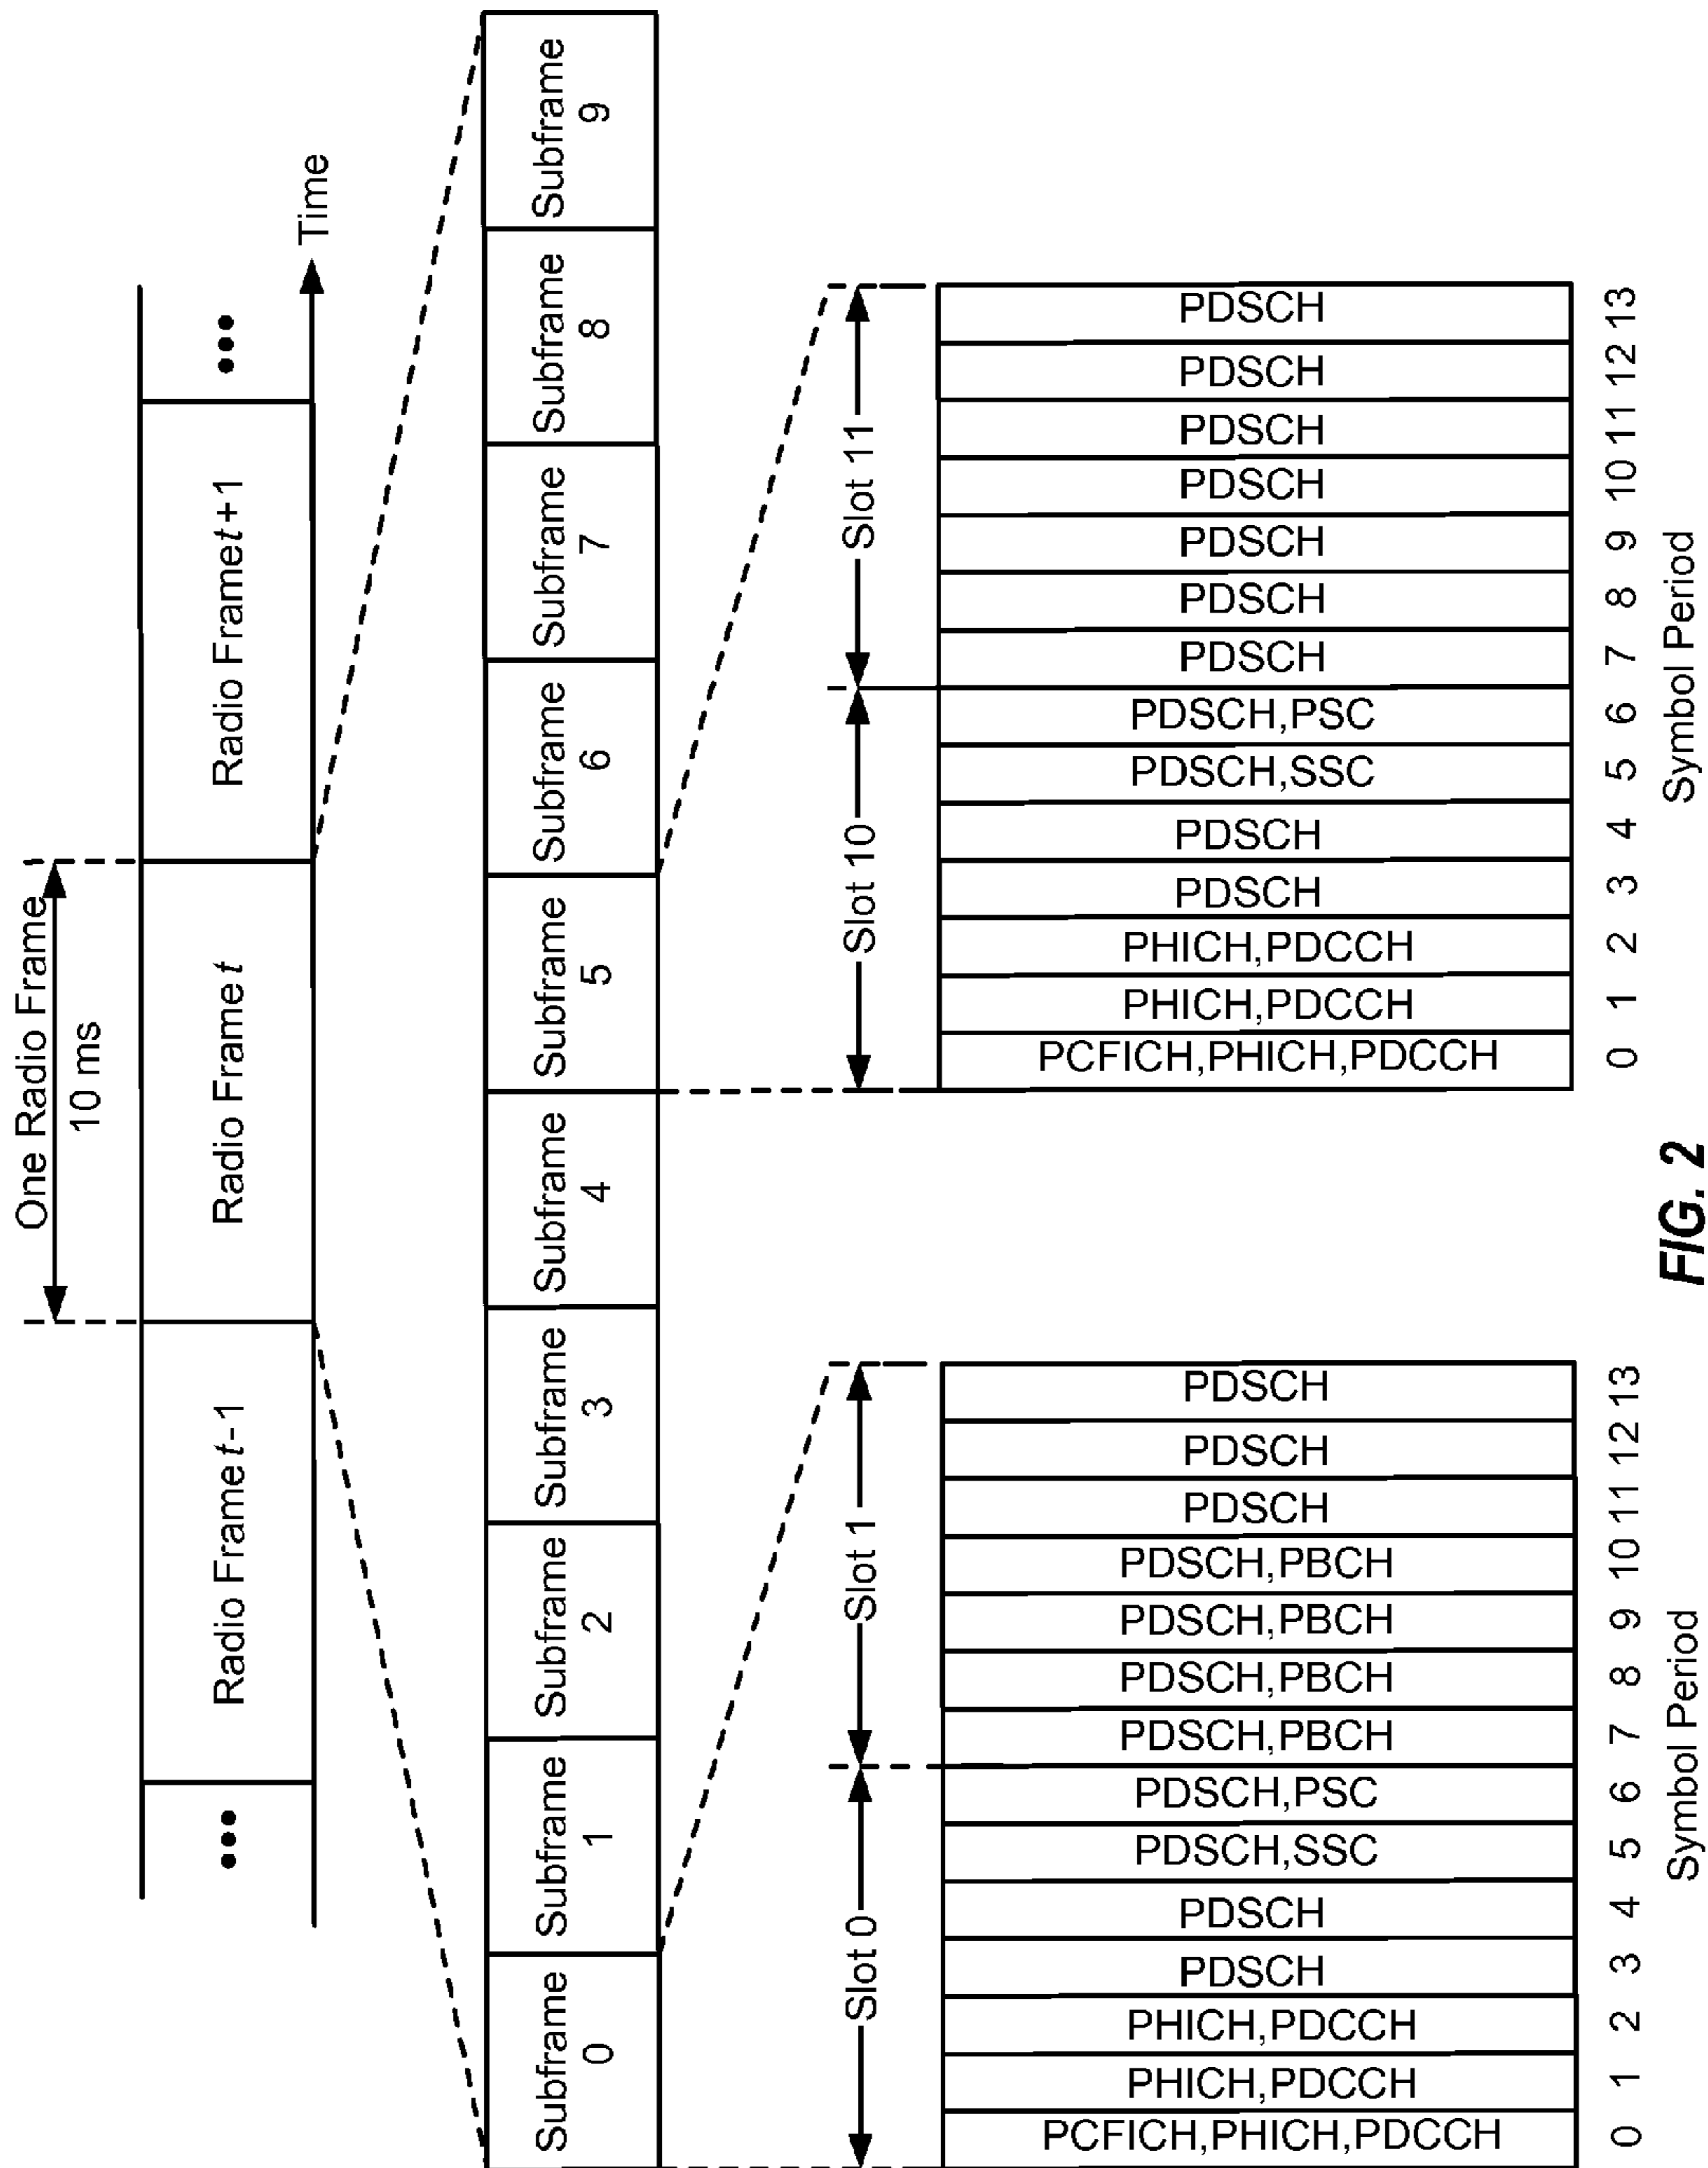 One Radio Frame
10 ms
••• Radio Frame t - 1 Radio Frame t Radio Frame t + 1 •••
Time
Subframe 0 Subframe 1 Subframe 2 Subframe 3 Subframe 4 Subframe 5 Subframe 6 Subframe 7 Subframe 8 Subframe 9
Slot 0 Slot 1
PCFICH,PHICH,PDCCH
PHICH,PDCCH
PHICH,PDCCH
PDSCH
PDSCH
PDSCH,SSC
PDSCH,PSC
PDSCH,PBCH
PDSCH,PBCH
PDSCH,PBCH
PDSCH,PBCH
PDSCH
PDSCH
PDSCH
0 1 2 3 4 5 6 7 8 9 10 11 12 13
Symbol Period
Slot 10 Slot 11
PCFICH,PHICH,PDCCH
PHICH,PDCCH
PHICH,PDCCH
PDSCH
PDSCH
PDSCH,SSC
PDSCH,PSC
PDSCH
PDSCH
PDSCH
PDSCH
PDSCH
PDSCH
PDSCH
0 1 2 3 4 5 6 7 8 9 10 11 12 13
Symbol Period
FIG. 2